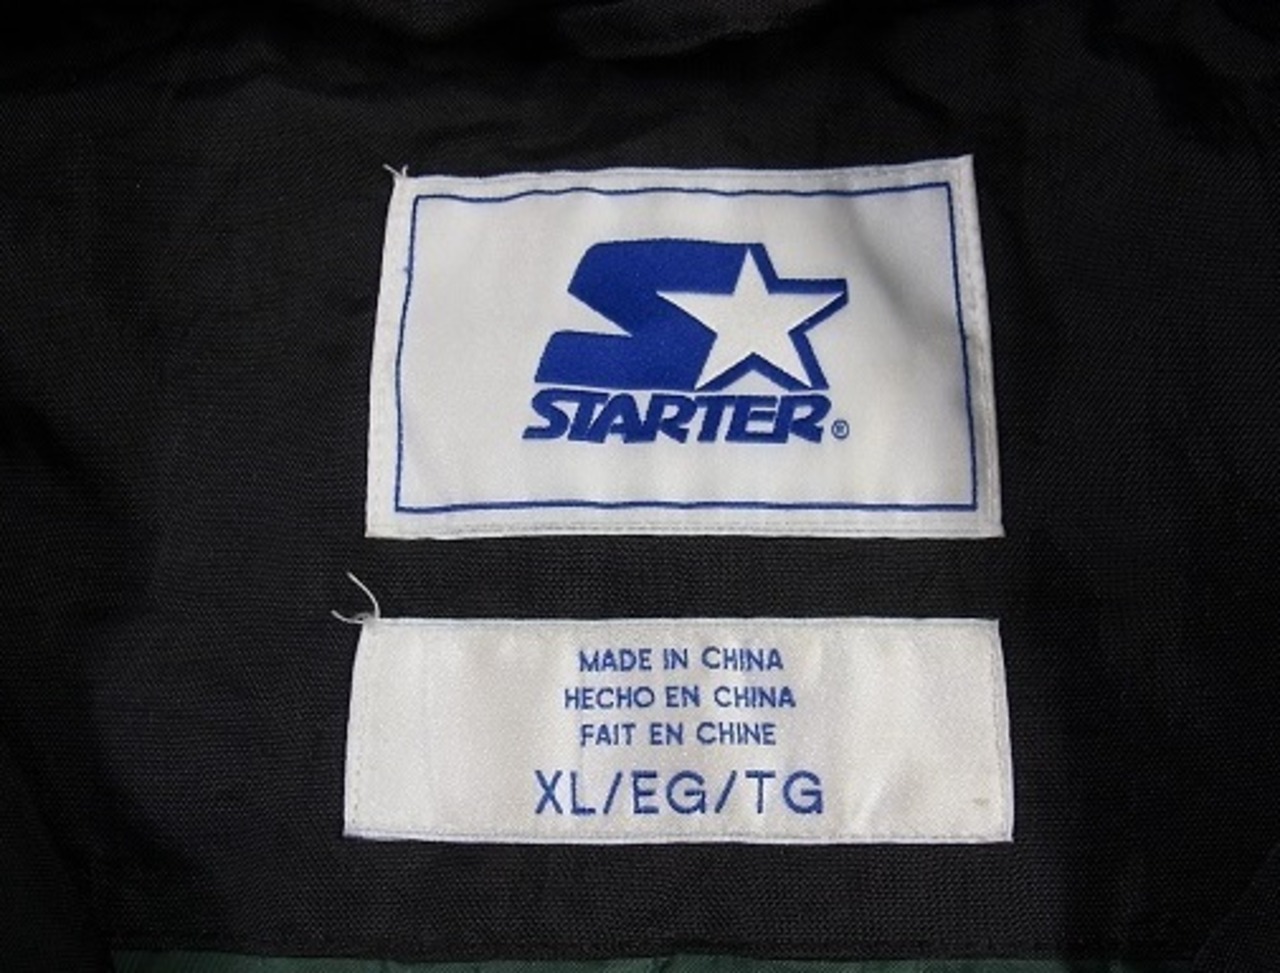 STARTER®
MADE IN CHINA
HECHO EN CHINA
FAIT EN CHINE
XL/EG/TG